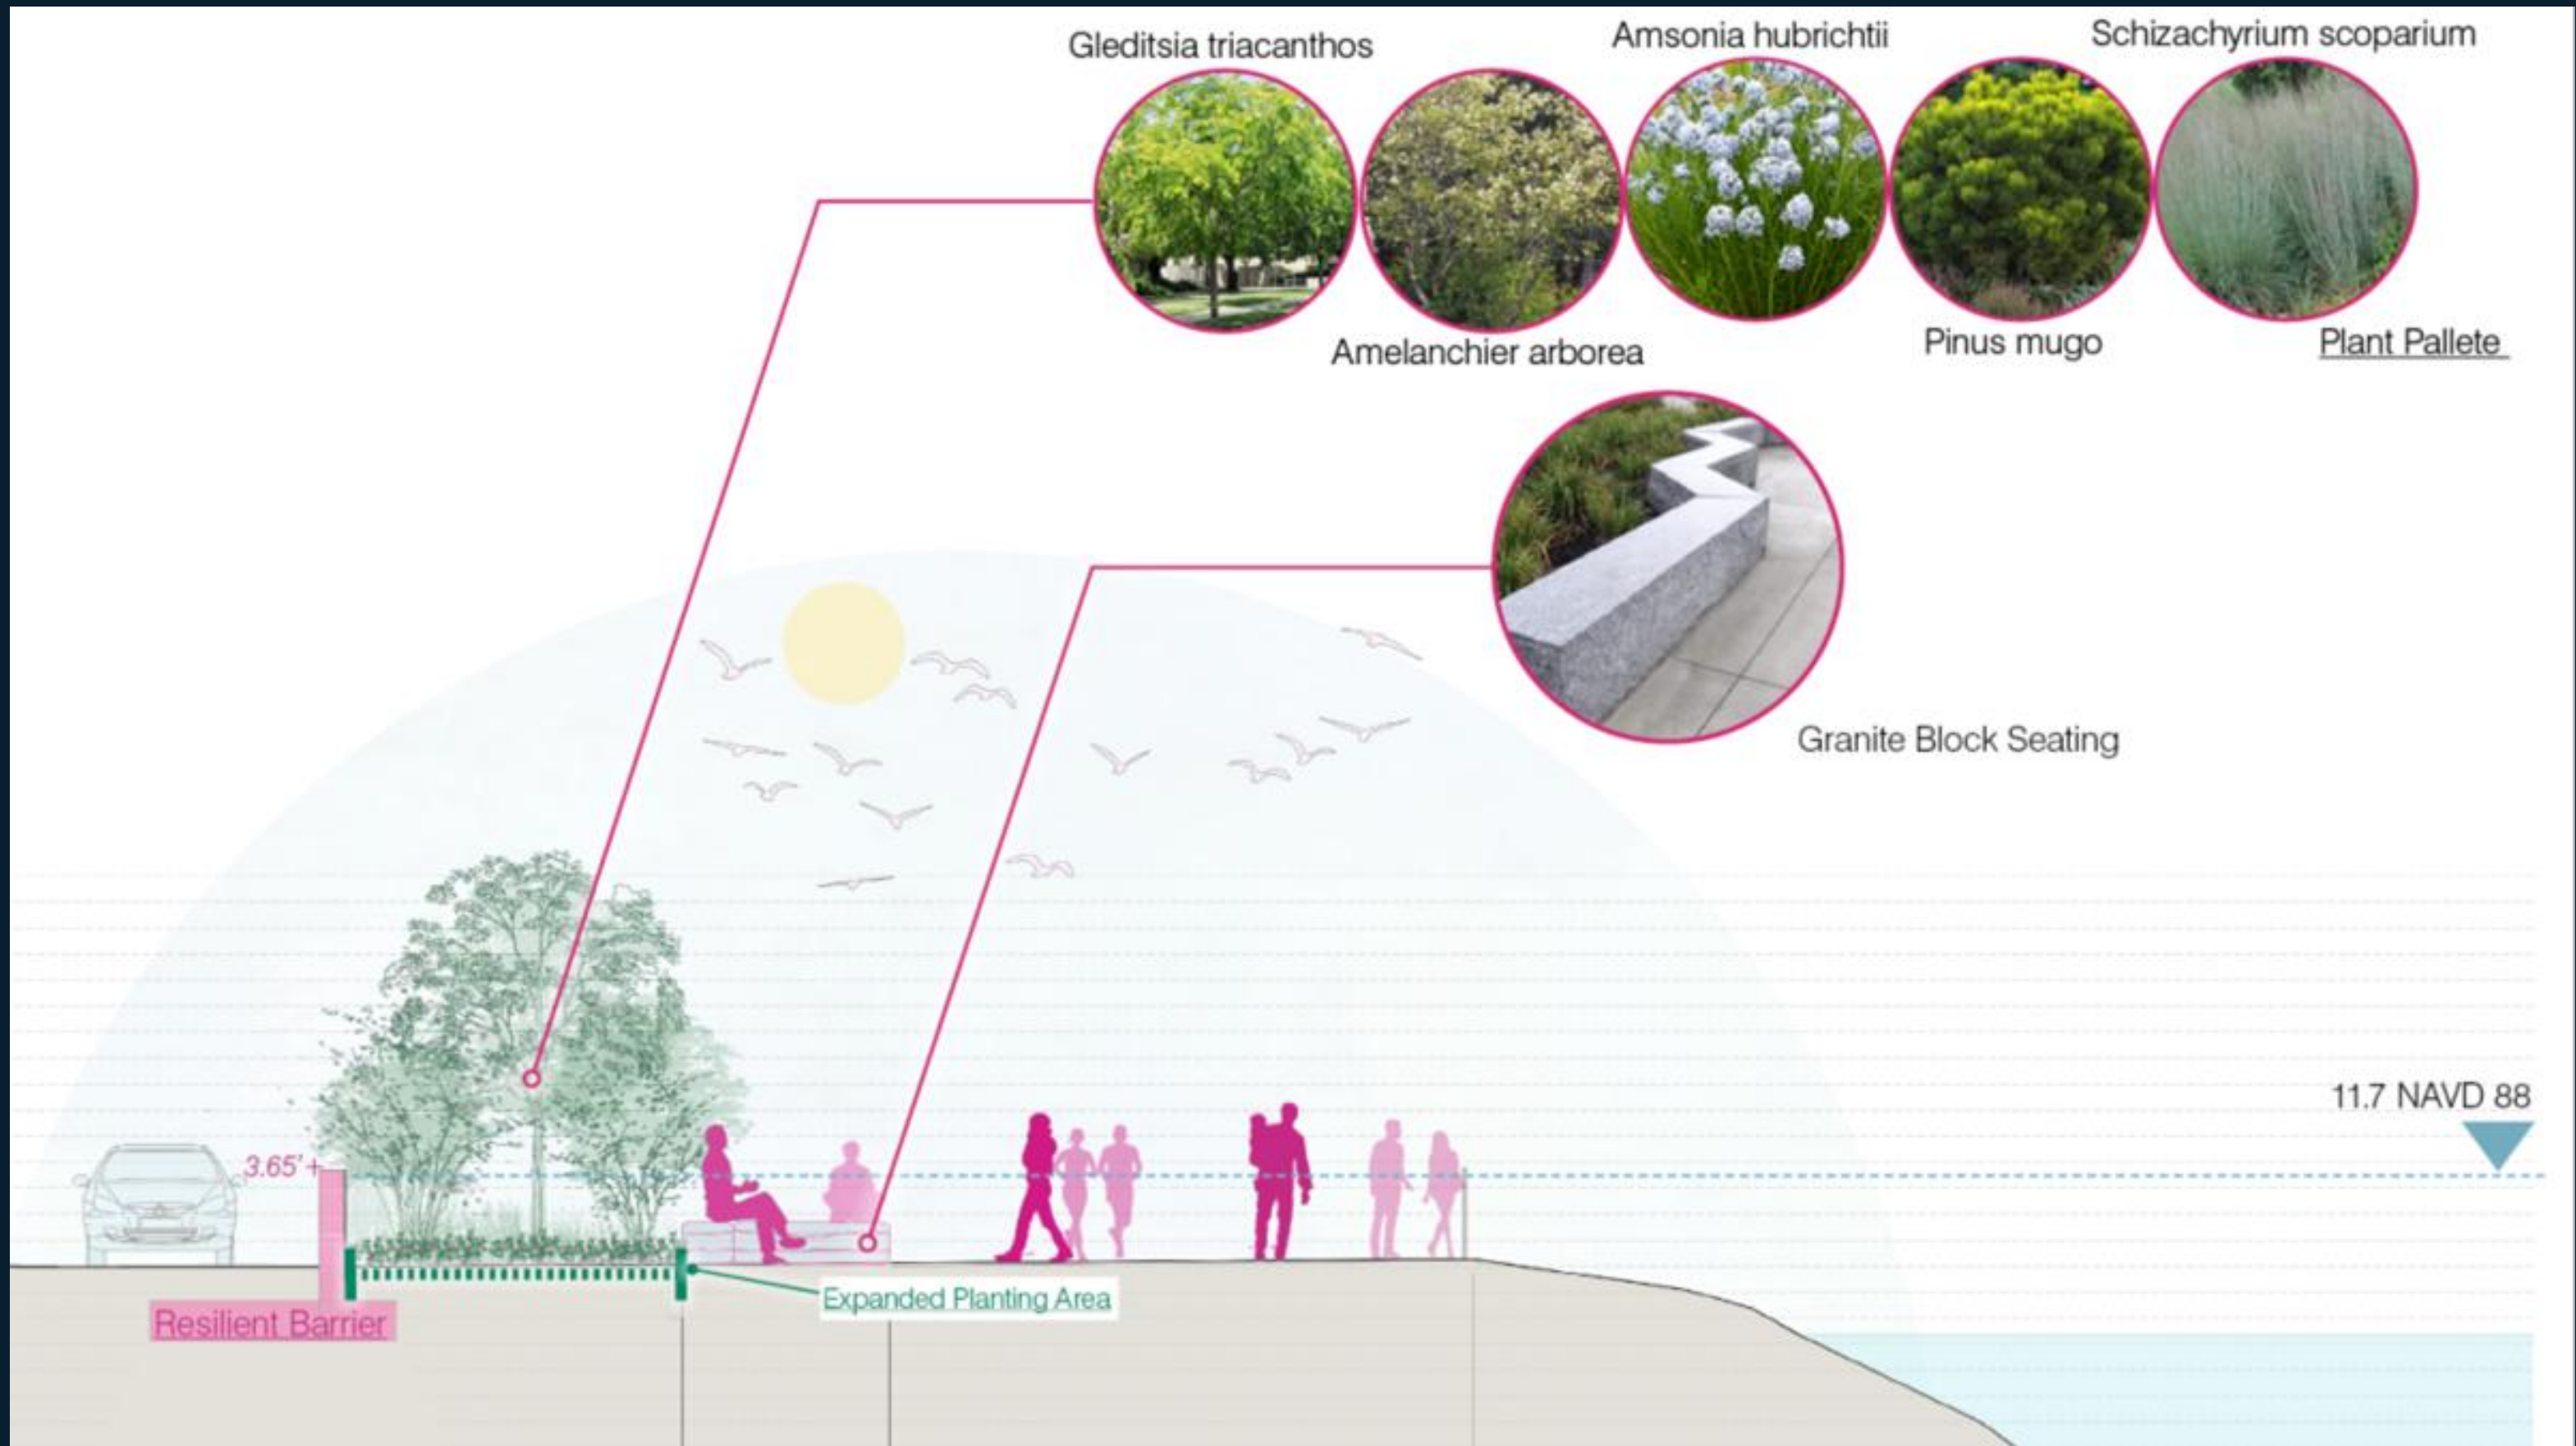 Gleditsia triacanthos
Amsonia hubrichtii
Schizachyrium scoparium
Amelanchier arborea
Pinus mugo
Plant Pallete
Granite Block Seating
11.7 NAVD 88
3.65'+
Expanded Planting Area
Resilient Barrier